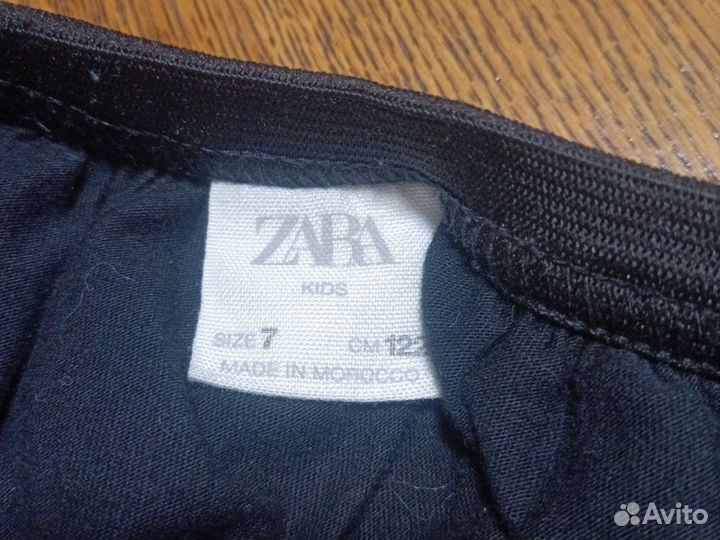 ZARA
KIDS
SIZE 7 CM 122
MADE IN MOROCCO
Avito